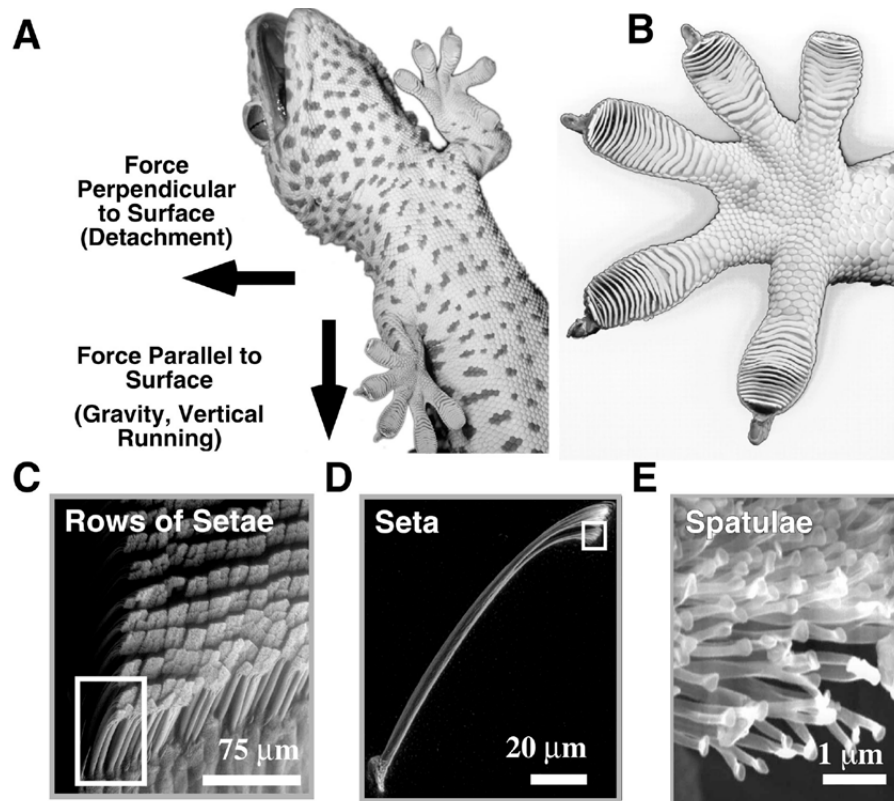 A
B
Force
Perpendicular
to Surface
(Detachment)
Force Parallel to
Surface
(Gravity, Vertical
Running)
C
D
E
Rows of Setae
Seta
Spatulae
75 μm
20 μm
1 μm